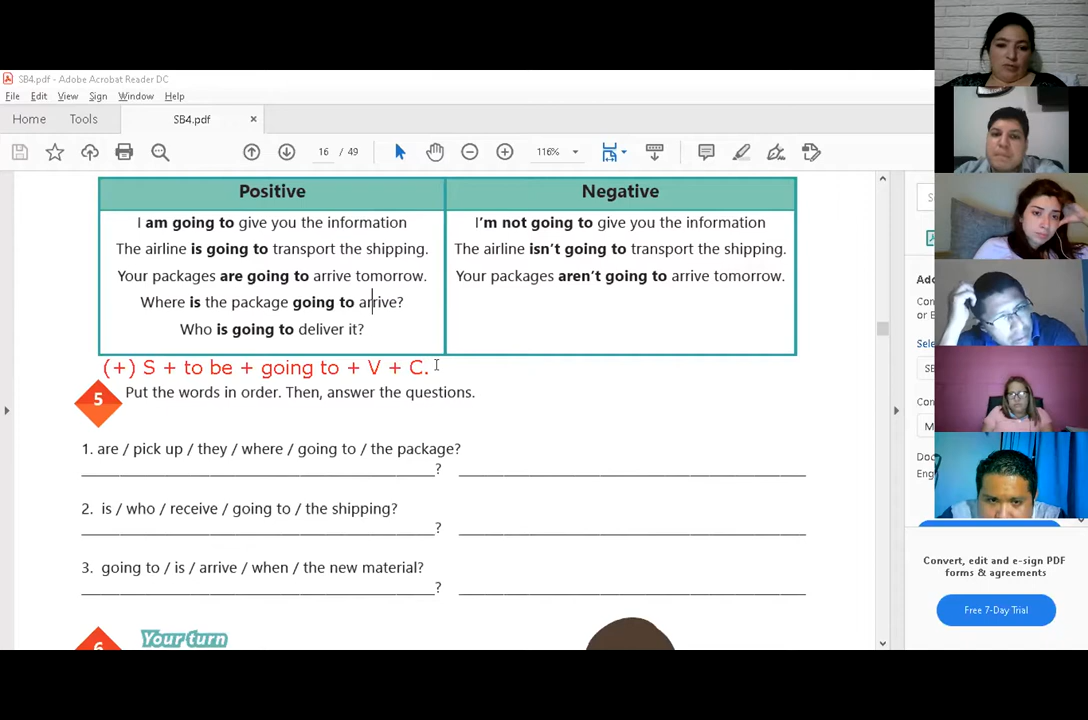 SB4.pdf - Adobe Acrobat Reader DC
File Edit View Sign Window Help
Home Tools SB4.pdf ×
16 / 49 116%
Positive Negative
I am going to give you the information I'm not going to give you the information
The airline is going to transport the shipping. The airline isn't going to transport the shipping.
Your packages are going to arrive tomorrow. Your packages aren't going to arrive tomorrow.
Where is the package going to arrive?
Who is going to deliver it?
(+) S + to be + going to + V + C.
5 Put the words in order. Then, answer the questions.
1. are / pick up / they / where / going to / the package?
?
2. is / who / receive / going to / the shipping?
?
3. going to / is / arrive / when / the new material?
?
6 Your turn
Convert, edit and e-sign PDF
forms & agreements
Free 7-Day Trial